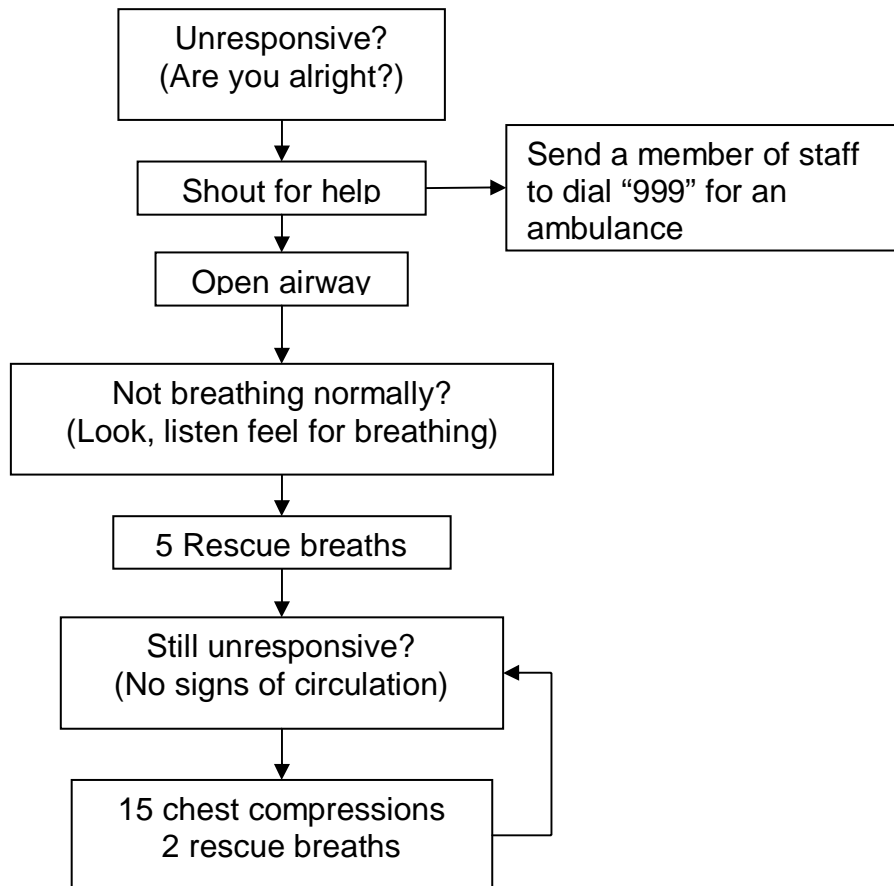 Unresponsive?
(Are you alright?)
Shout for help
Send a member of staff
to dial “999” for an
ambulance
Open airway
Not breathing normally?
(Look, listen feel for breathing)
5 Rescue breaths
Still unresponsive?
(No signs of circulation)
15 chest compressions
2 rescue breaths